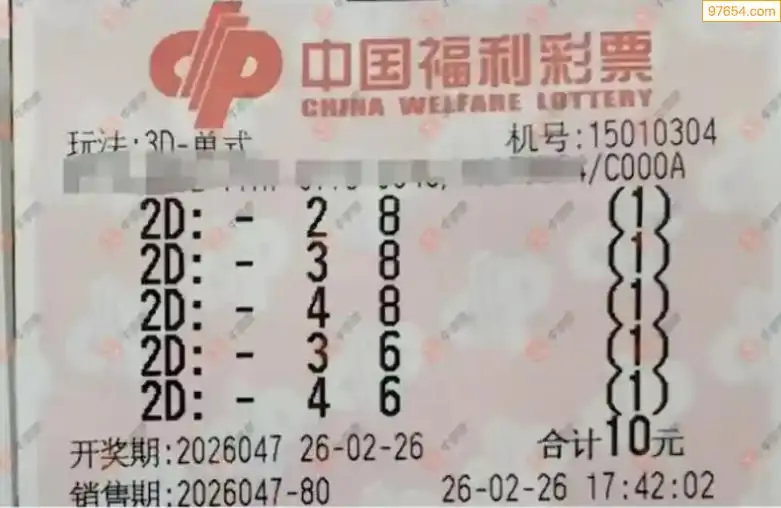 97654.com
中国福利彩票
CHINA WELFARE LOTTERY
玩法:3D-单式 机号:15010304
/C000A
2D: - 2 8 (1)
2D: - 3 8 (1)
2D: - 4 8 (1)
2D: - 3 6 (1)
2D: - 4 6 (1)
开奖期:2026047 26-02-26 合计10元
销售期:2026047-80 26-02-26 17:42:02